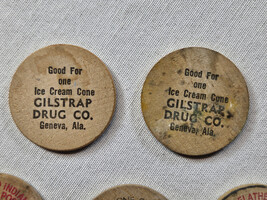 Good For
one
Ice Cream Cone
GILSTRAP
DRUG CO.
Geneva, Ala.
Good For
one
Ice Cream Cone
GILSTRAP
DRUG CO.
Geneva, Ala.
INDIAN